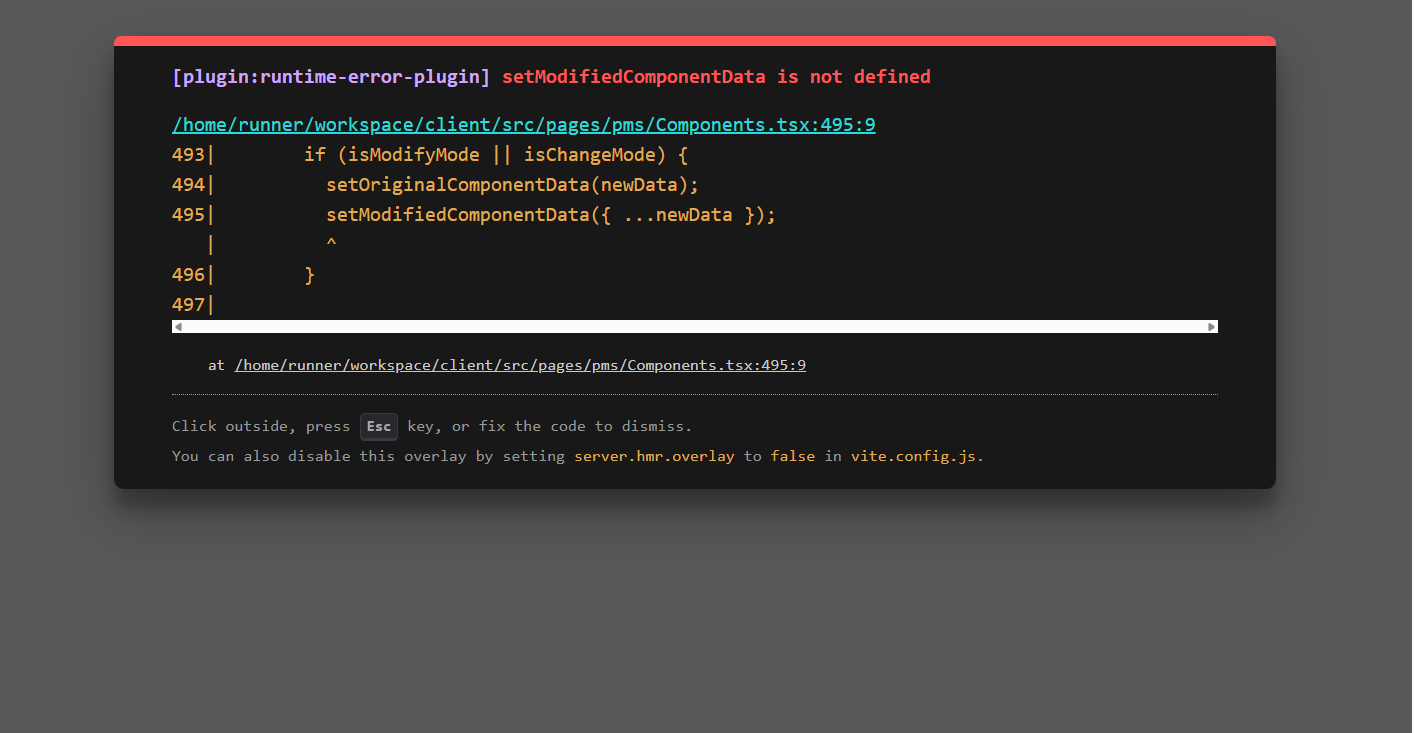 [plugin:runtime-error-plugin] setModifiedComponentData is not defined
/home/runner/workspace/client/src/pages/pms/Components.tsx:495:9
493|        if (isModifyMode || isChangeMode) {
494|          setOriginalComponentData(newData);
495|          setModifiedComponentData({ ...newData });
   |          ^
496|        }
497|
at /home/runner/workspace/client/src/pages/pms/Components.tsx:495:9
Click outside, press Esc key, or fix the code to dismiss.
You can also disable this overlay by setting server.hmr.overlay to false in vite.config.js.